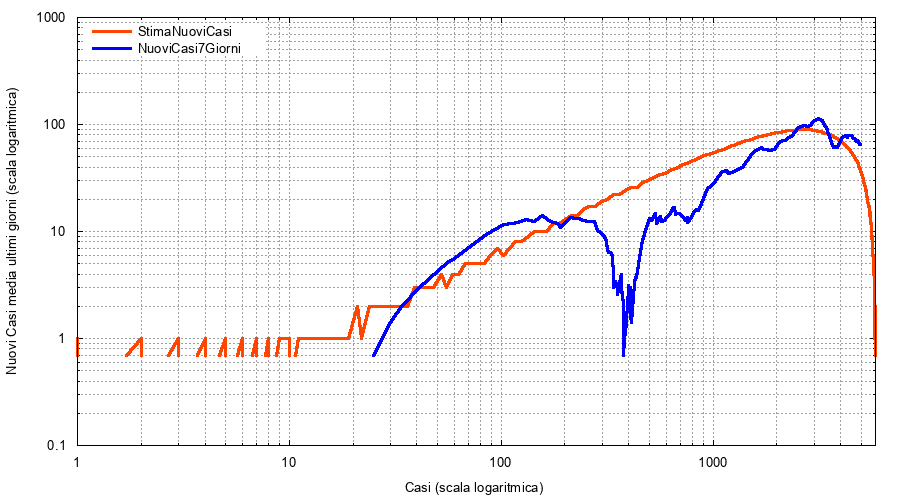 1000
StimaNuoviCasi
NuoviCasi7Giorni
100
10
1
0.1
Nuovi Casi media ultimi giorni (scala logaritmica)
1 10 100 1000
Casi (scala logaritmica)